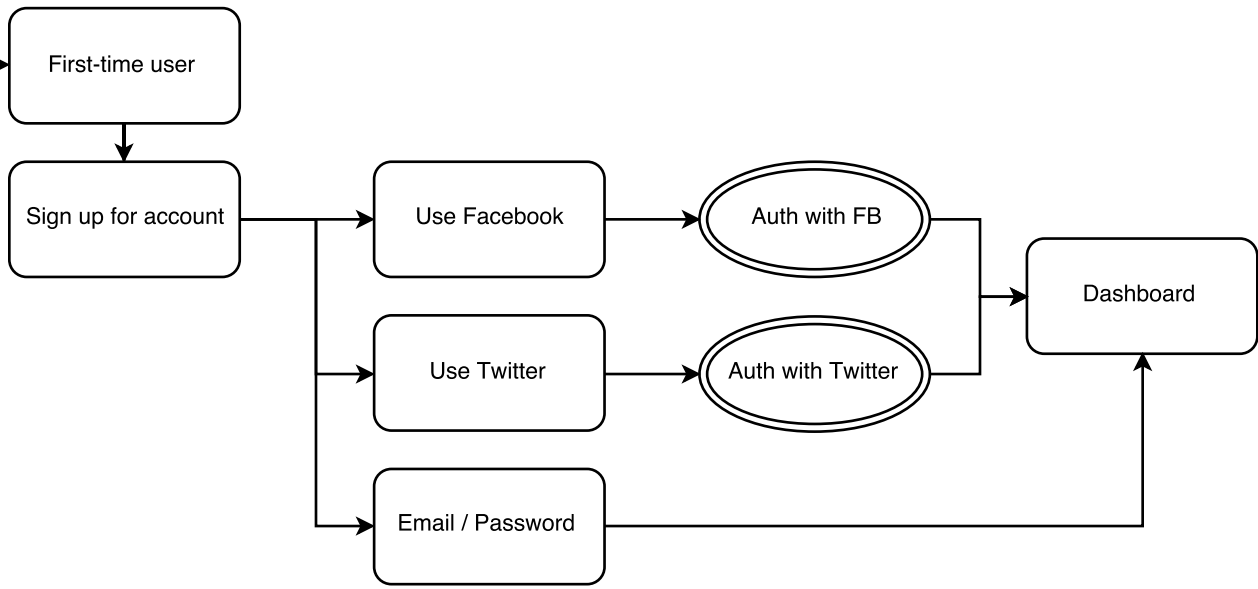 First-time user
Sign up for account
Use Facebook
Auth with FB
Dashboard
Use Twitter
Auth with Twitter
Email / Password